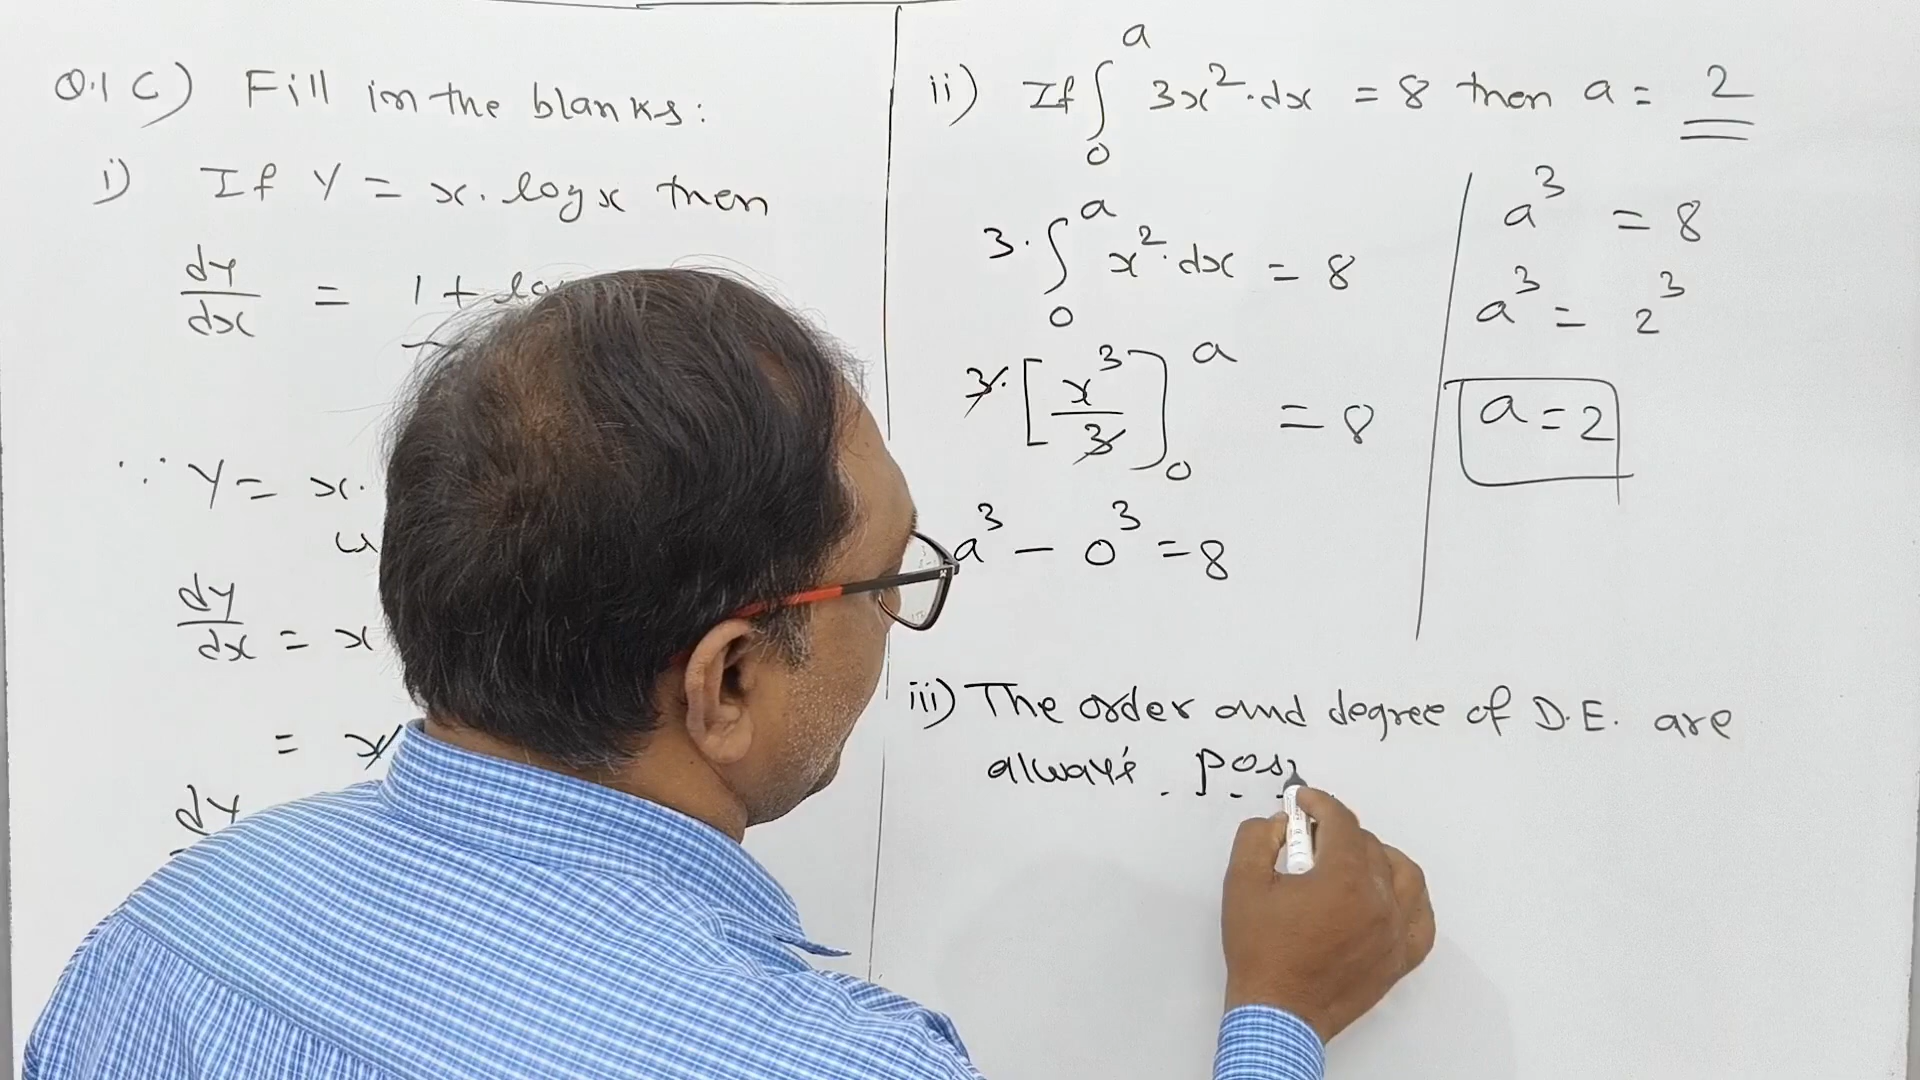 Q.1 C) Fill in the blanks:
i) If y = x. log x then
dy/dx = 1 + lo
∵ y = x.
u
dy/dx = x
= x
dy
ii) If ∫₀ᵃ 3x²·dx = 8 then a = 2
3·∫₀ᵃ x²·dx = 8
3·[x³/3]₀ᵃ = 8
a³ − 0³ = 8
a³ = 8
a³ = 2³
a = 2
iii) The order and degree of D.E. are
always pos